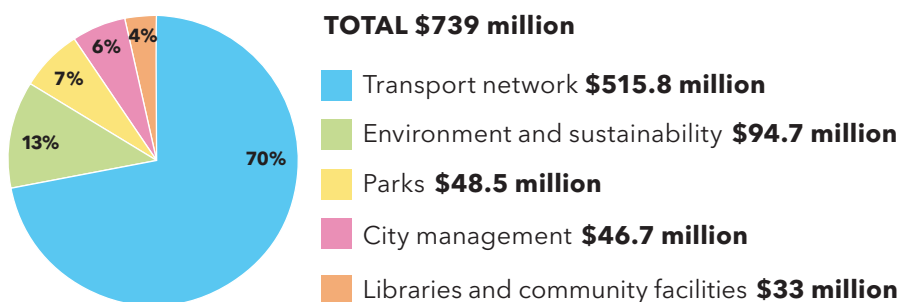 TOTAL $739 million
4%
6%
7%
13%
70%
Transport network $515.8 million
Environment and sustainability $94.7 million
Parks $48.5 million
City management $46.7 million
Libraries and community facilities $33 million